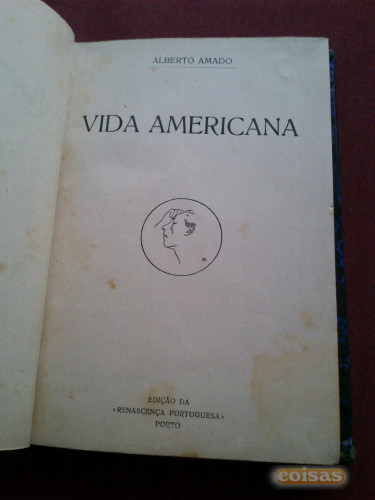 ALBERTO AMADO
VIDA AMERICANA
EDIÇÃO DA
«RENASCENÇA PORTUGUESA»
PORTO
coisas